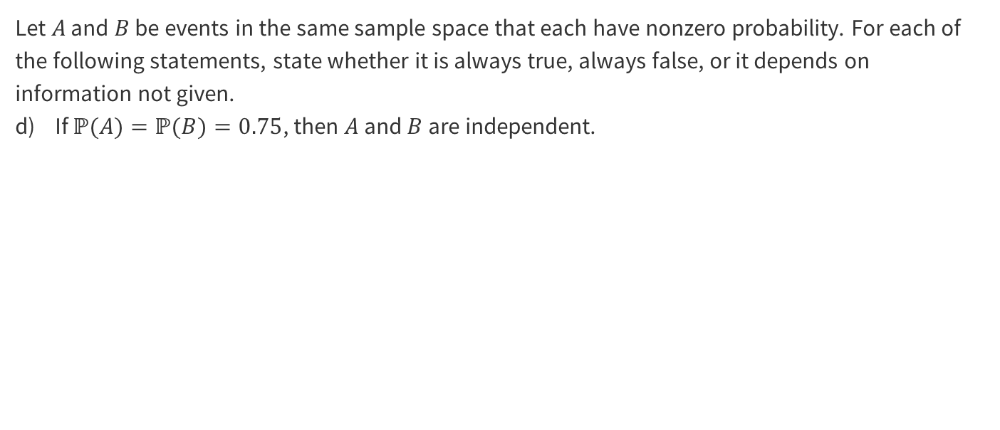 Let A and B be events in the same sample space that each have nonzero probability. For each of
the following statements, state whether it is always true, always false, or it depends on
information not given.
d) If ℙ(A) = ℙ(B) = 0.75, then A and B are independent.